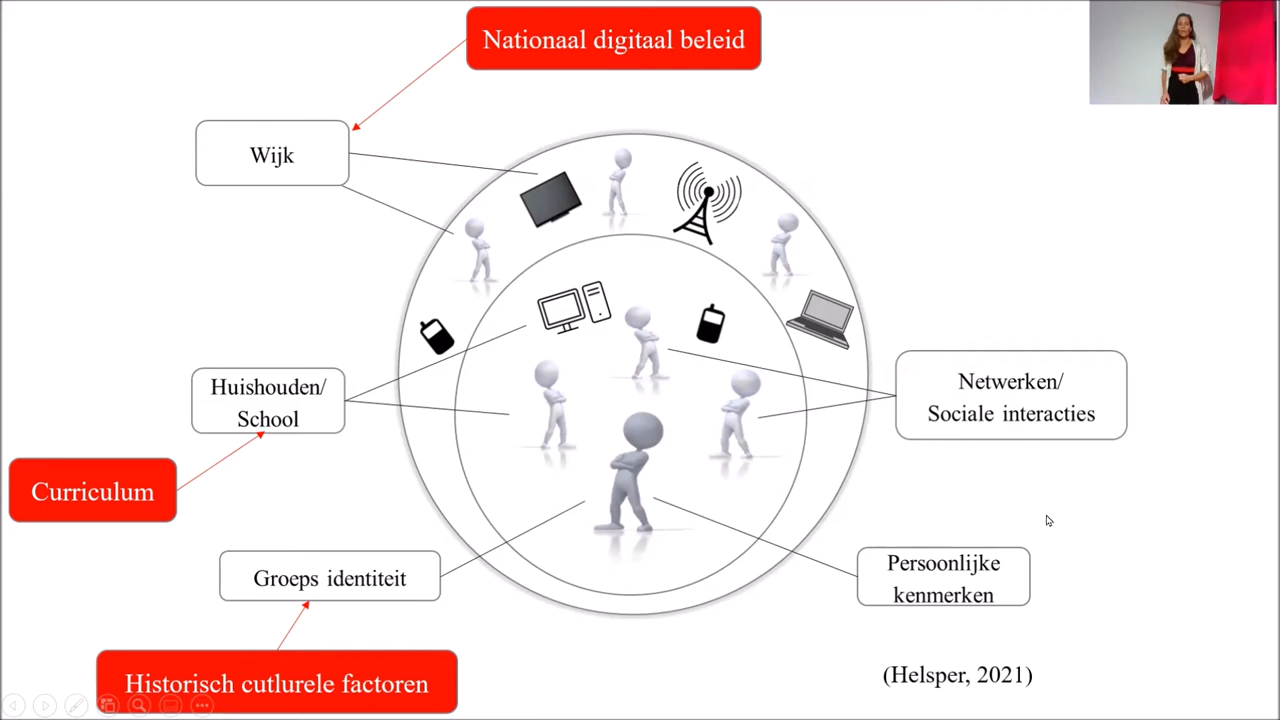 Nationaal digitaal beleid
Wijk
Huishouden/
School
Netwerken/
Sociale interacties
Curriculum
Groeps identiteit
Persoonlijke
kenmerken
Historisch cutlurele factoren
(Helsper, 2021)